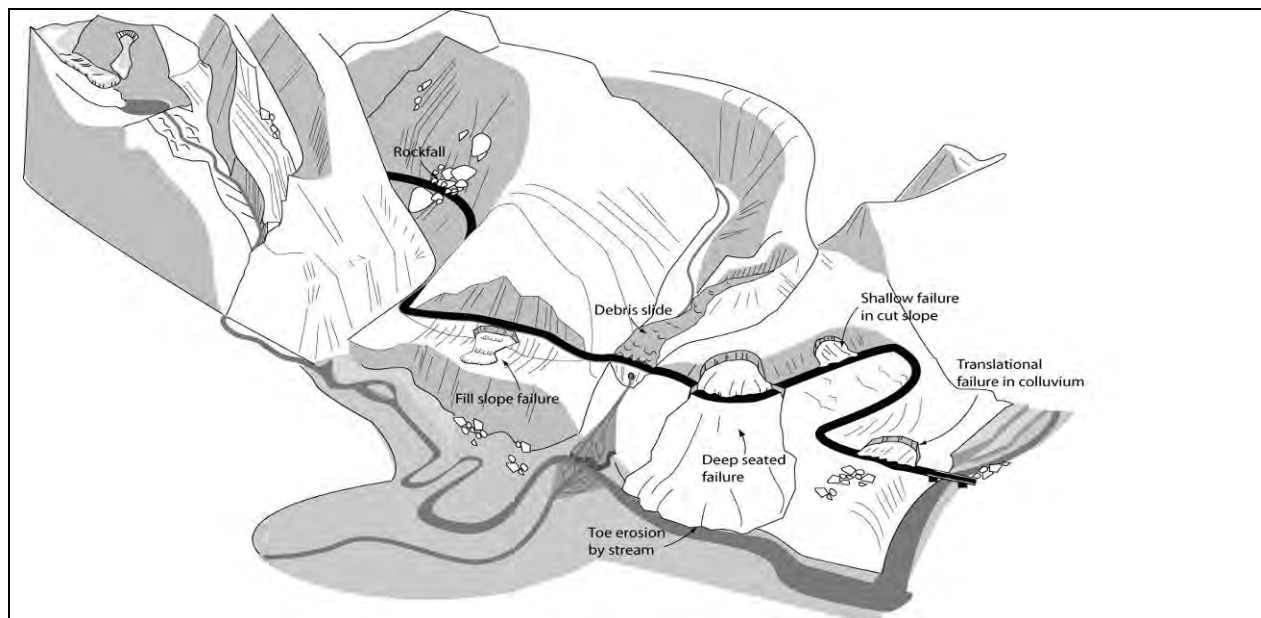 Rockfall
Debris slide
Shallow failure
in cut slope
Translational
failure in colluvium
Fill slope failure
Deep seated
failure
Toe erosion
by stream